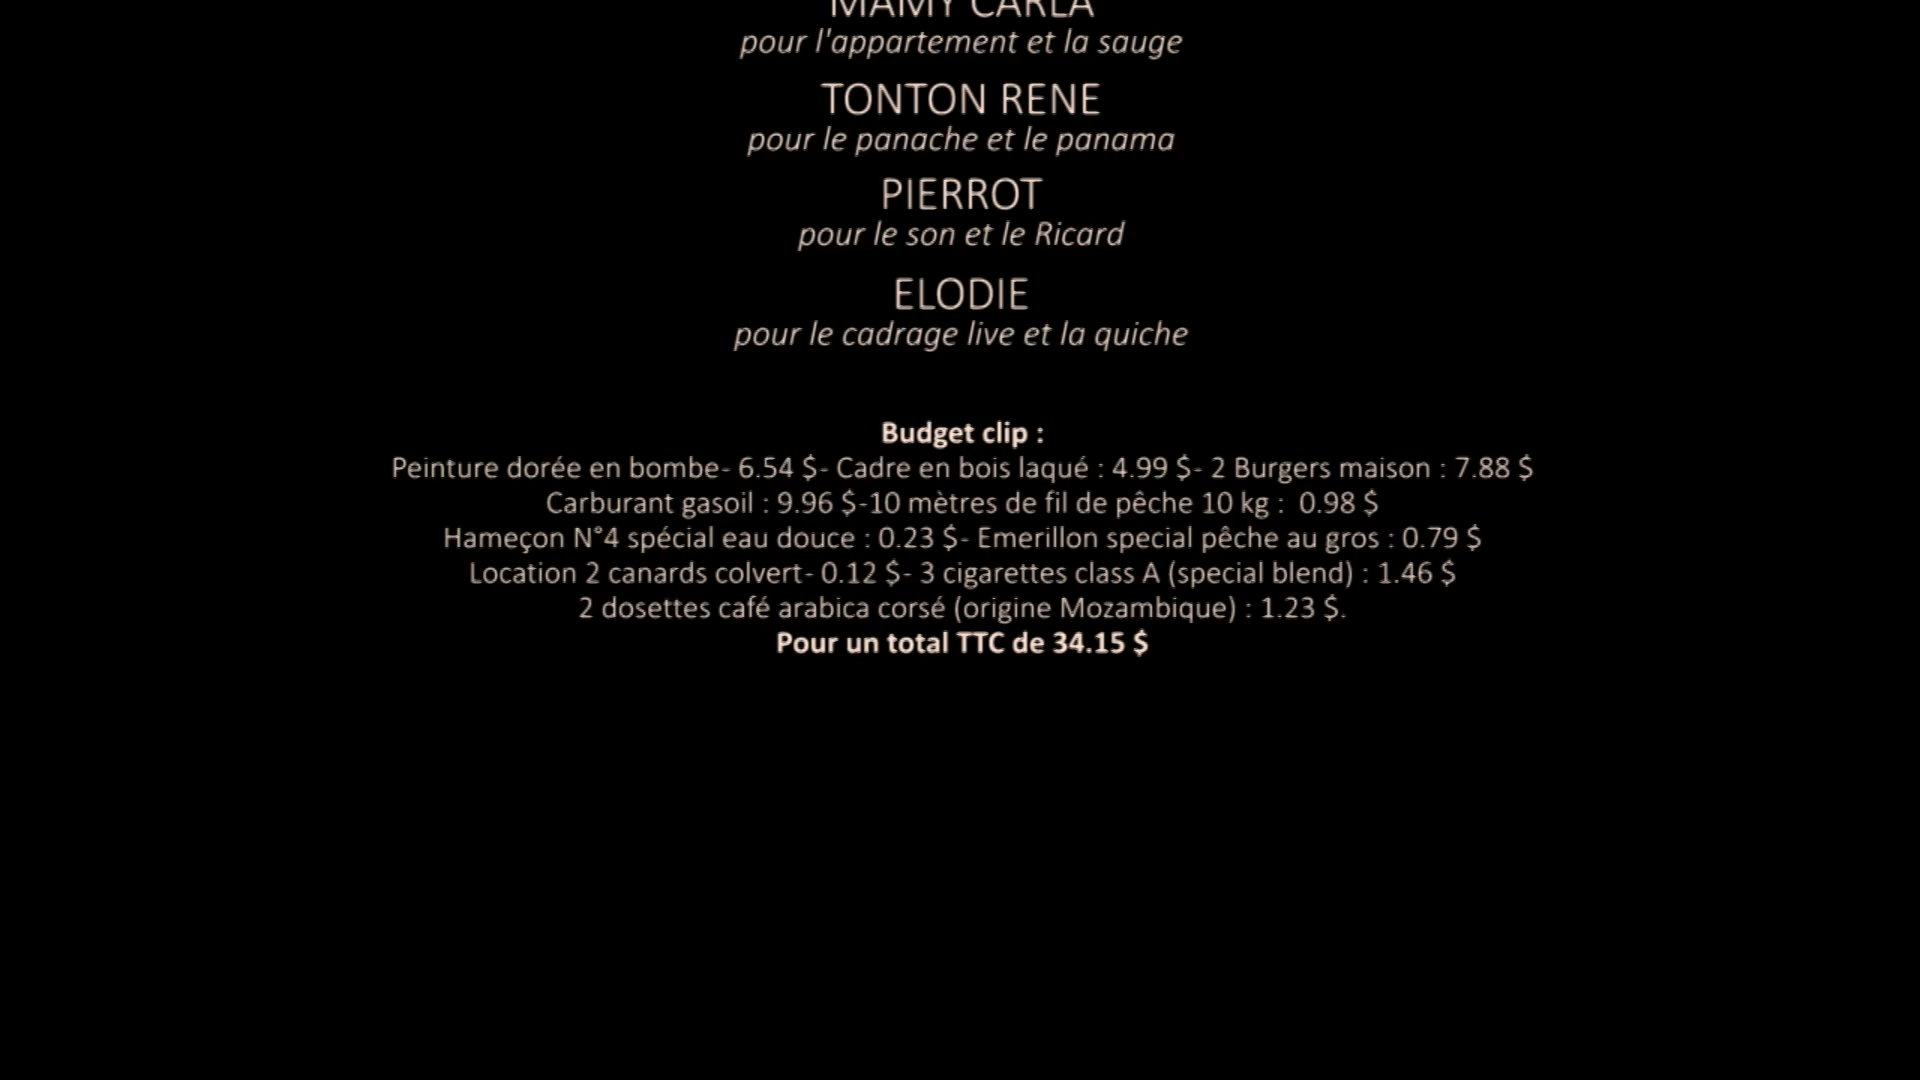 MAMY CARLA
pour l'appartement et la sauge
TONTON RENE
pour le panache et le panama
PIERROT
pour le son et le Ricard
ELODIE
pour le cadrage live et la quiche
Budget clip :
Peinture dorée en bombe- 6.54 $- Cadre en bois laqué : 4.99 $- 2 Burgers maison : 7.88 $
Carburant gasoil : 9.96 $-10 mètres de fil de pêche 10 kg :  0.98 $
Hameçon N°4 spécial eau douce : 0.23 $- Emerillon special pêche au gros : 0.79 $
Location 2 canards colvert- 0.12 $- 3 cigarettes class A (special blend) : 1.46 $
2 dosettes café arabica corsé (origine Mozambique) : 1.23 $.
Pour un total TTC de 34.15 $